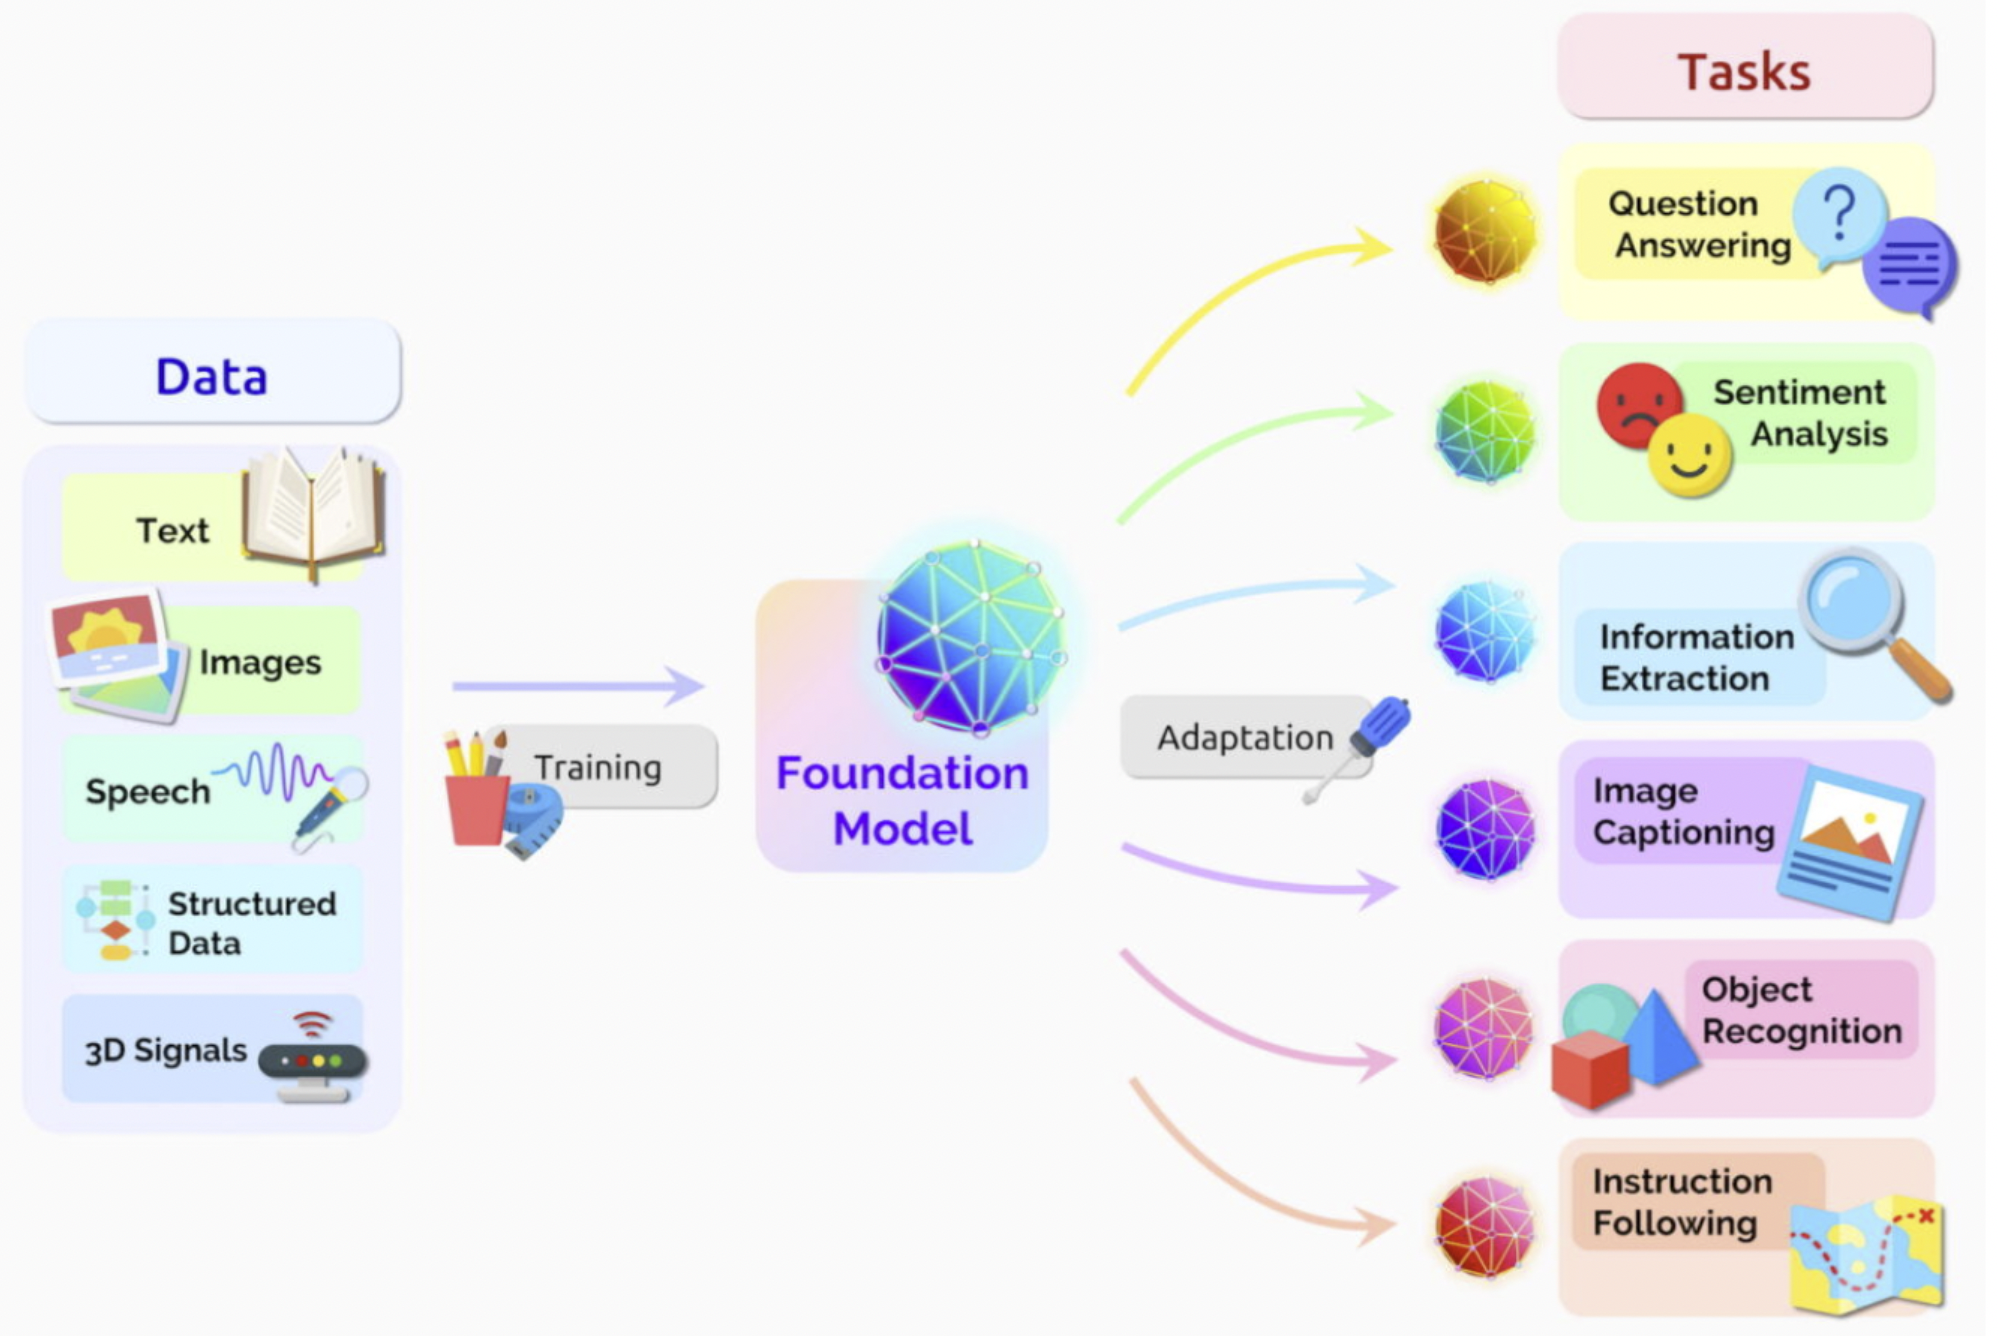 Data
Text
Images
Speech
Structured
Data
3D Signals
Training
Foundation
Model
Adaptation
Tasks
Question
Answering
?
Sentiment
Analysis
Information
Extraction
Image
Captioning
Object
Recognition
Instruction
Following